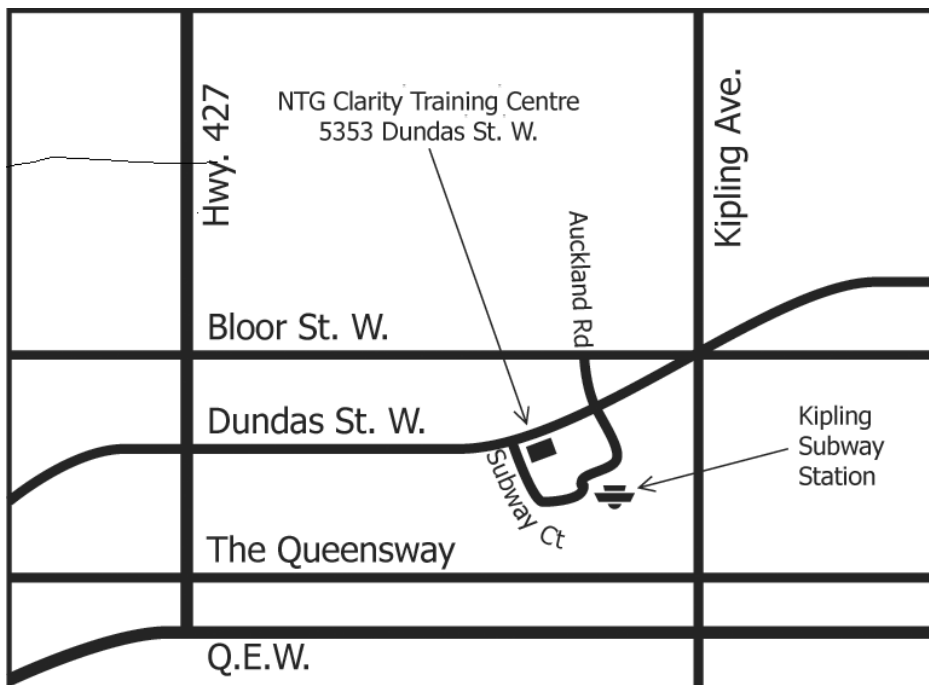 NTG Clarity Training Centre
5353 Dundas St. W.
Hwy. 427
Kipling Ave.
Auckland Rd
Bloor St. W.
Dundas St. W.
Kipling
Subway
Station
Subway Ct
The Queensway
Q.E.W.